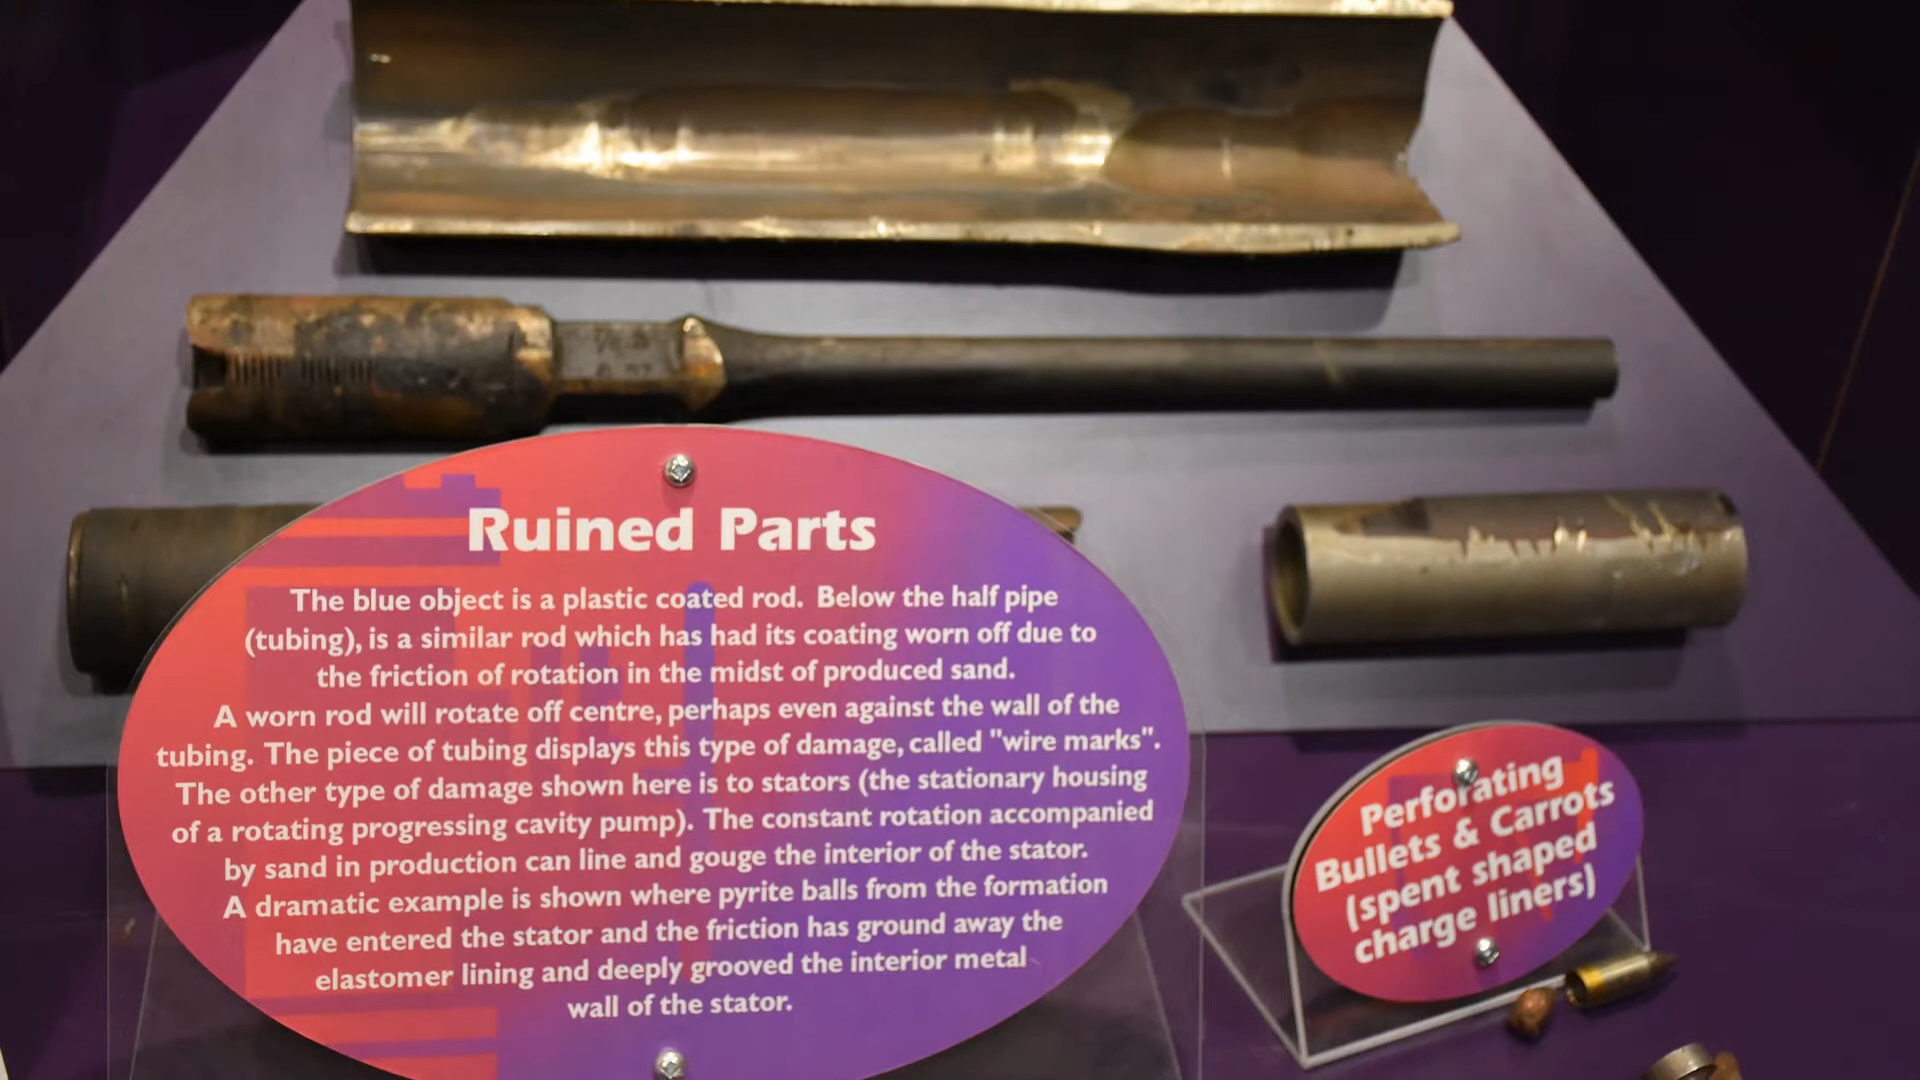 Ruined Parts
The blue object is a plastic coated rod. Below the half pipe
(tubing), is a similar rod which has had its coating worn off due to
the friction of rotation in the midst of produced sand.
A worn rod will rotate off centre, perhaps even against the wall of the
tubing. The piece of tubing displays this type of damage, called "wire marks".
The other type of damage shown here is to stators (the stationary housing
of a rotating progressing cavity pump). The constant rotation accompanied
by sand in production can line and gouge the interior of the stator.
A dramatic example is shown where pyrite balls from the formation
have entered the stator and the friction has ground away the
elastomer lining and deeply grooved the interior metal
wall of the stator.
Perforating
Bullets & Carrots
(spent shaped
charge liners)